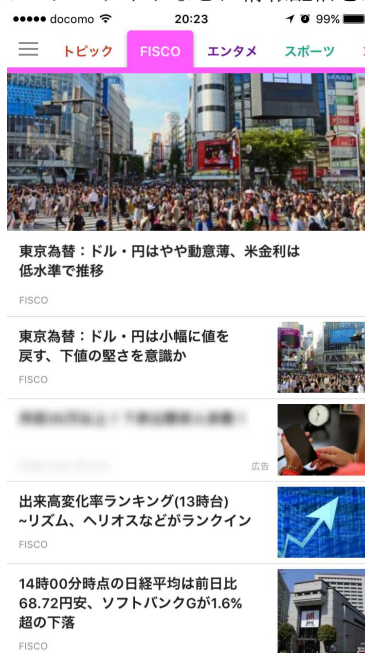 docomo 20:23 99%
トピック FISCO エンタメ スポーツ
東京為替：ドル・円はやや動意薄、米金利は
低水準で推移
FISCO
東京為替：ドル・円は小幅に値を
戻す、下値の堅さを意識か
FISCO
広告
出来高変化率ランキング(13時台)
~リズム、ヘリオスなどがランクイン
FISCO
14時00分時点の日経平均は前日比
68.72円安、ソフトバンクGが1.6%
超の下落
FISCO